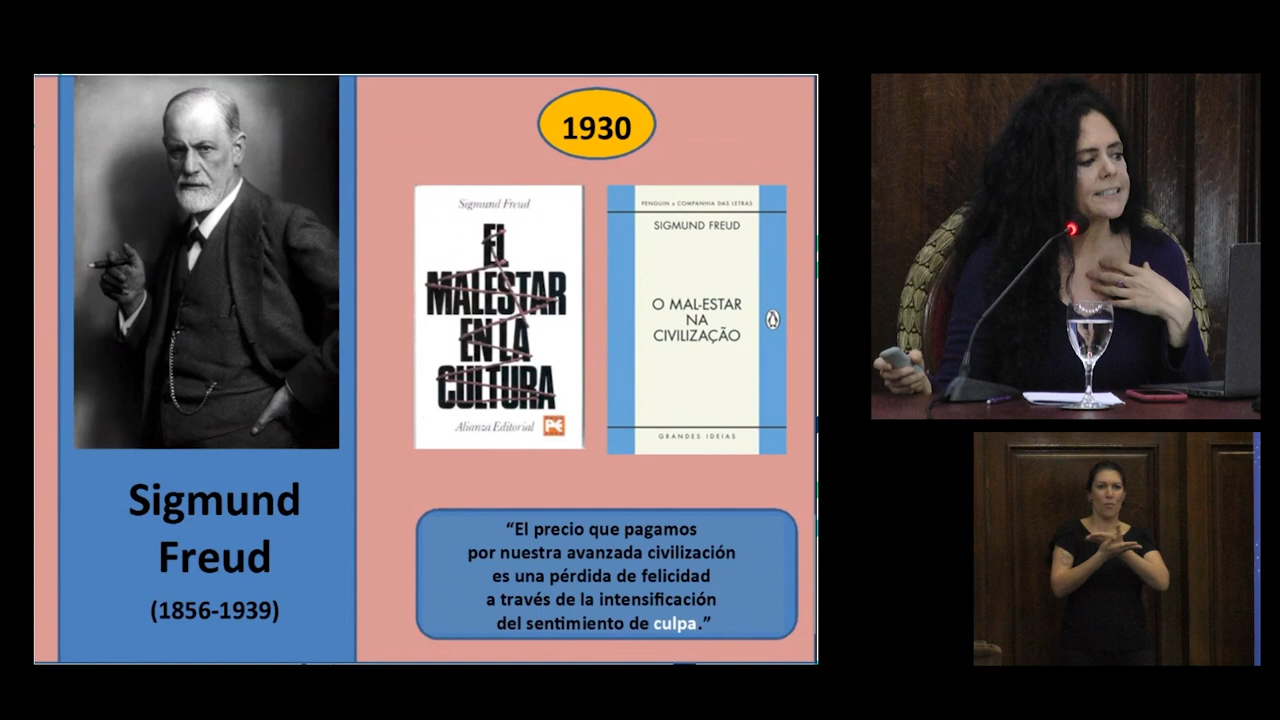 Sigmund
Freud
(1856-1939)
1930
Sigmund Freud
EL
MALESTAR
EN LA
CULTURA
Alianza Editorial
PENGUIN & COMPANHIA DAS LETRAS
SIGMUND FREUD
O MAL-ESTAR
NA
CIVILIZAÇÃO
GRANDES IDEIAS
“El precio que pagamos
por nuestra avanzada civilización
es una pérdida de felicidad
a través de la intensificación
del sentimiento de culpa.”